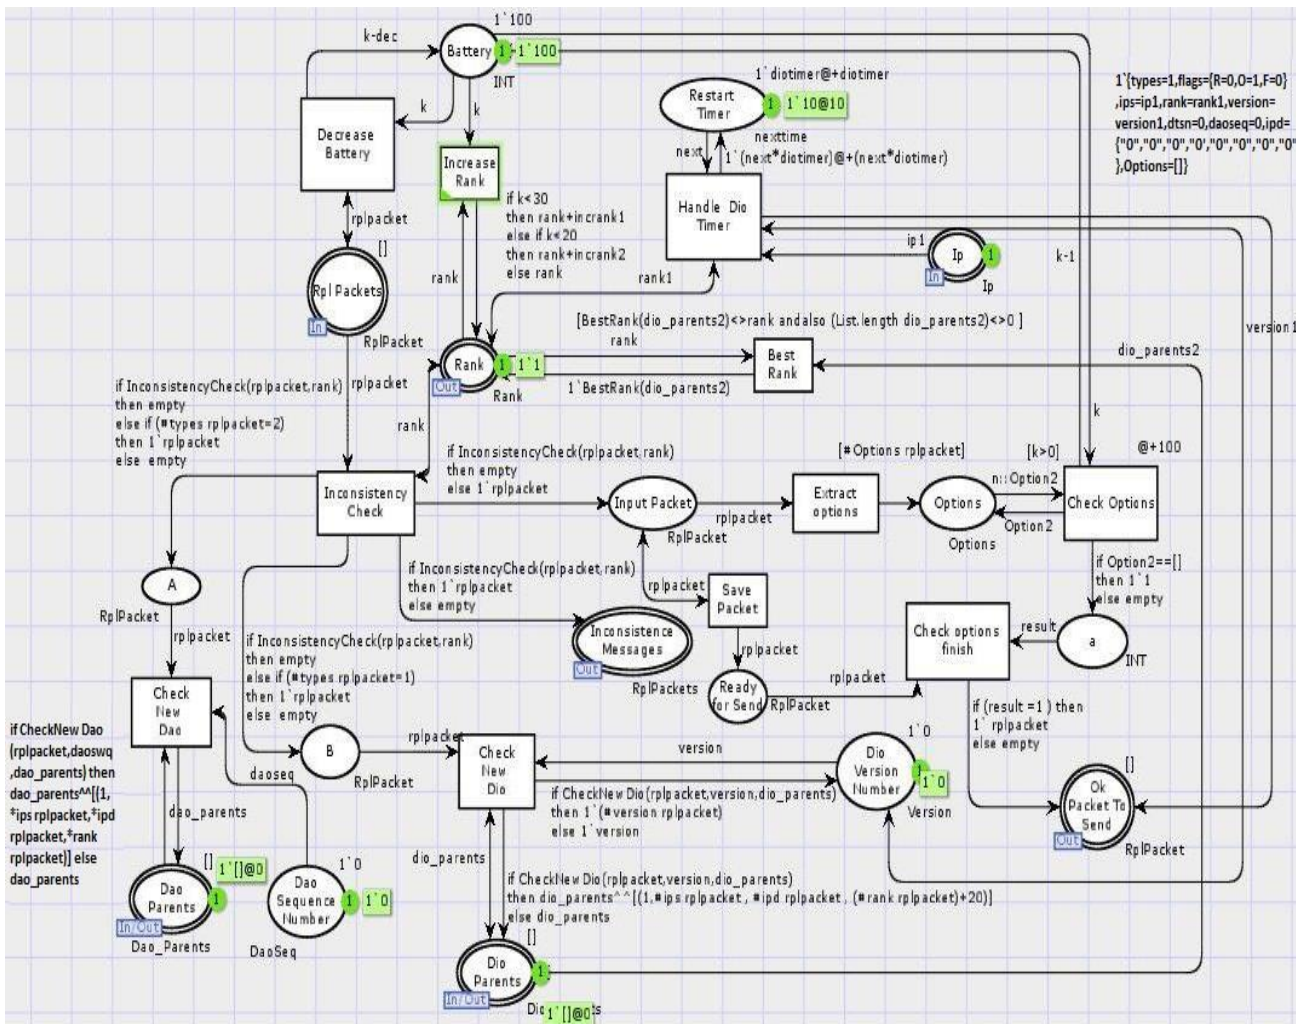 1`100
k-dec
Battery
1
1`100
INT
k
k
Decrease
Battery
Increase
Rank
rplpacket
[]
Rpl Packets
In
RplPacket
if k<30
then rank+incrank1
else if k<20
then rank+incrank2
else rank
rank
1`diotimer@+diotimer
Restart
Timer
1
1`10@10
nexttime
next
1`(next*diotimer)@+(next*diotimer)
Handle Dio
Timer
ip1
Ip
1
In
Ip
k-1
rank1
version1
1`{types=1,flags={R=0,O=1,F=0}
,ips=ip1,rank=rank1,version=
version1,dtsn=0,daoseq=0,ipd=
{"0","0","0","0","0","0","0","0"
},Options=[]}
[BestRank(dio_parents2)<>rank andalso (List.length dio_parents2)<>0 ]
rank
Best
Rank
dio_parents2
1`BestRank(dio_parents2)
Rank
1
1`1
Out
Rank
rplpacket
rank
if InconsistencyCheck(rplpacket,rank)
then empty
else if (#types rplpacket=2)
then 1`rplpacket
else empty
Inconsistency
Check
if InconsistencyCheck(rplpacket,rank)
then empty
else 1`rplpacket
Input Packet
RplPacket
rplpacket
[#Options rplpacket]
Extract
options
Options
Options
[k>0]
k
@+100
n::Option2
Option2
Check Options
if Option2==[]
then 1`1
else empty
a
INT
result
Check options
finish
if InconsistencyCheck(rplpacket,rank)
then 1`rplpacket
else empty
rplpacket
Save
Packet
rplpacket
Inconsistence
Messages
Out
RplPackets
Ready
for Send
RplPacket
rplpacket
if (result =1 ) then
1` rplpacket
else empty
[]
Ok
Packet To
Send
Out
RplPacket
A
RplPacket
rplpacket
Check
New
Dao
if InconsistencyCheck(rplpacket,rank)
then empty
else if (#types rplpacket=1)
then 1`rplpacket
else empty
B
RplPacket
rplpacket
Check
New
Dio
version
1`0
Dio
Version
Number
1
1`0
Version
if CheckNew Dio(rplpacket,version,dio_parents)
then 1`(#version rplpacket)
else 1`version
if CheckNew Dao
(rplpacket,daoswq
,dao_parents) then
dao_parents^^[(1,
*ips rplpacket,*ipd
rplpacket,*rank
rplpacket)] else
dao_parents
daoseq
dao_parents
[]
1`[]@0
Dao
Parents
1
In/Out
Dao_Parents
1`0
Dao
Sequence
Number
1
1`0
DaoSeq
dio_parents
if CheckNew Dio(rplpacket,version,dio_parents)
then dio_parents^^[(1,#ips rplpacket , #ipd rplpacket , (#rank rplpacket)+20)]
else dio_parents
[]
Dio
Parents
1
In/Out
1`[]@0